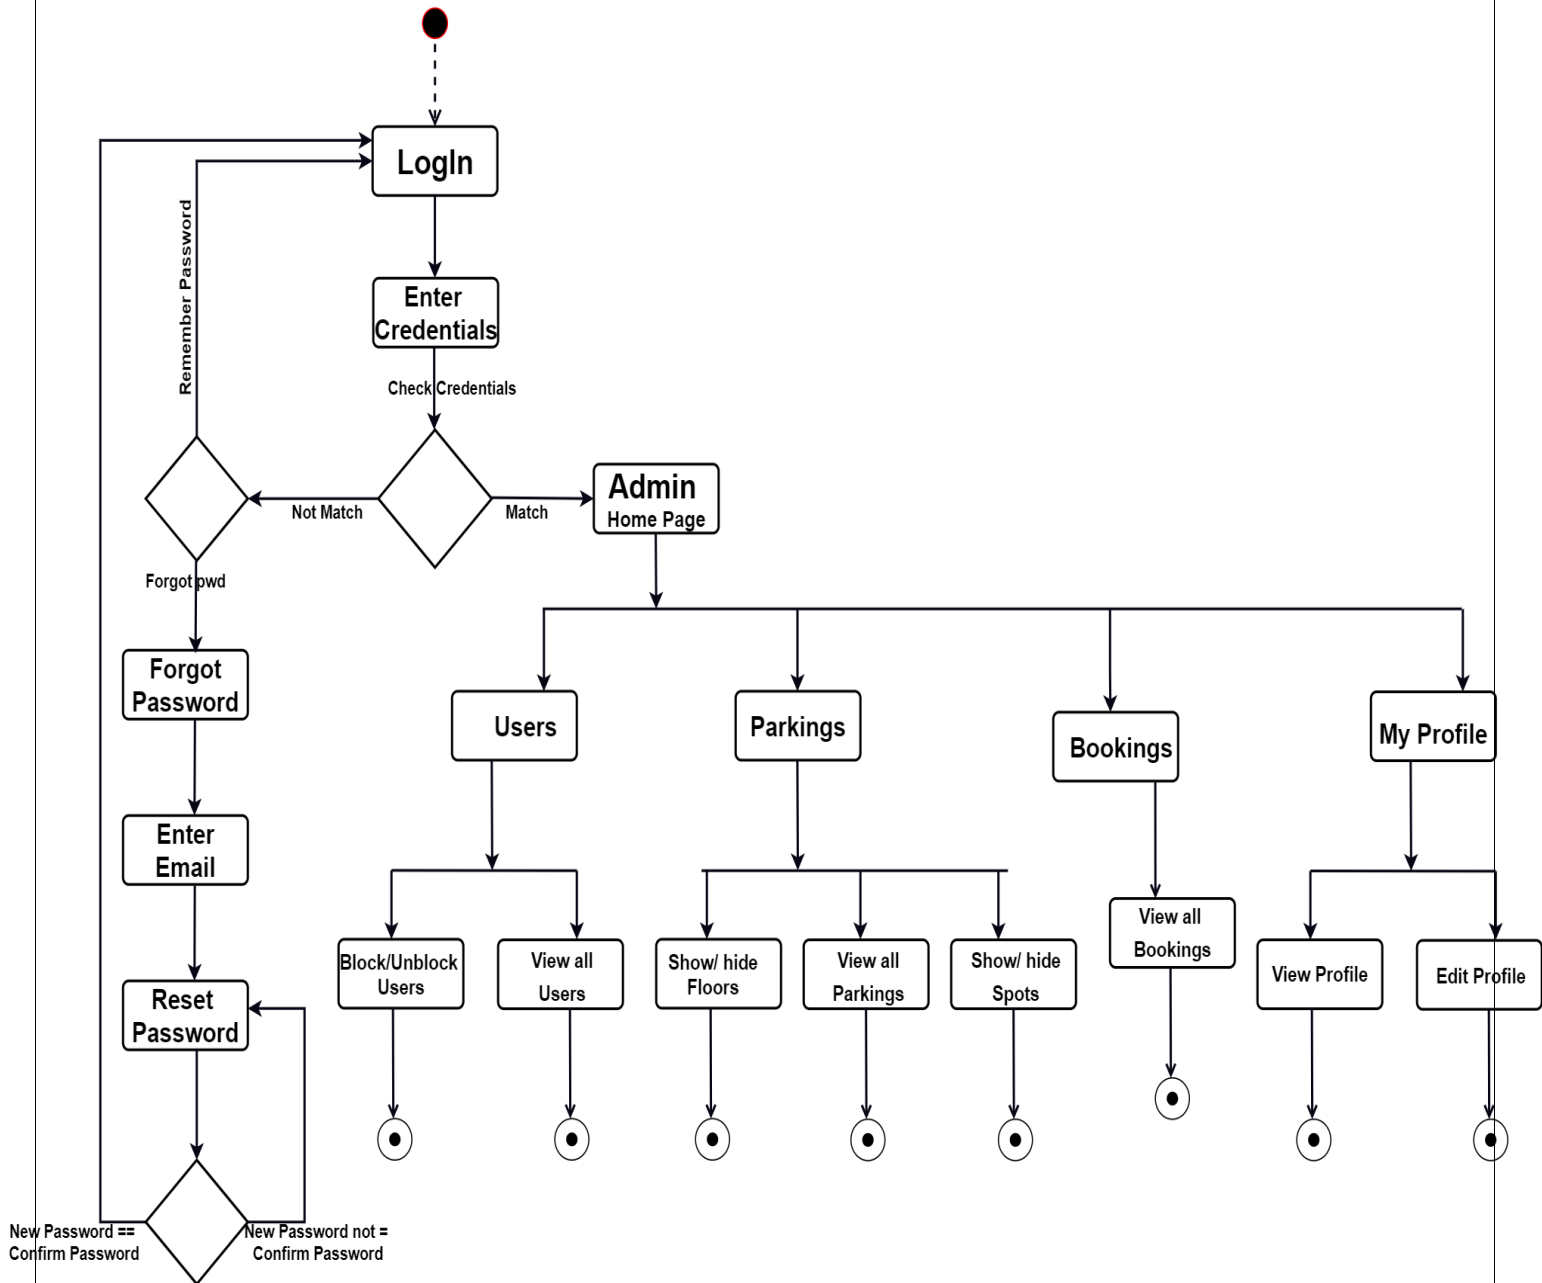 LogIn
Remember Password
Enter
Credentials
Check Credentials
Admin
Home Page
Not Match
Match
Forgot pwd
Forgot
Password
Users
Parkings
Bookings
My Profile
Enter
Email
Block/Unblock
Users
View all
Users
Show/ hide
Floors
View all
Parkings
Show/ hide
Spots
View all
Bookings
View Profile
Edit Profile
Reset
Password
New Password ==
Confirm Password
New Password not =
Confirm Password